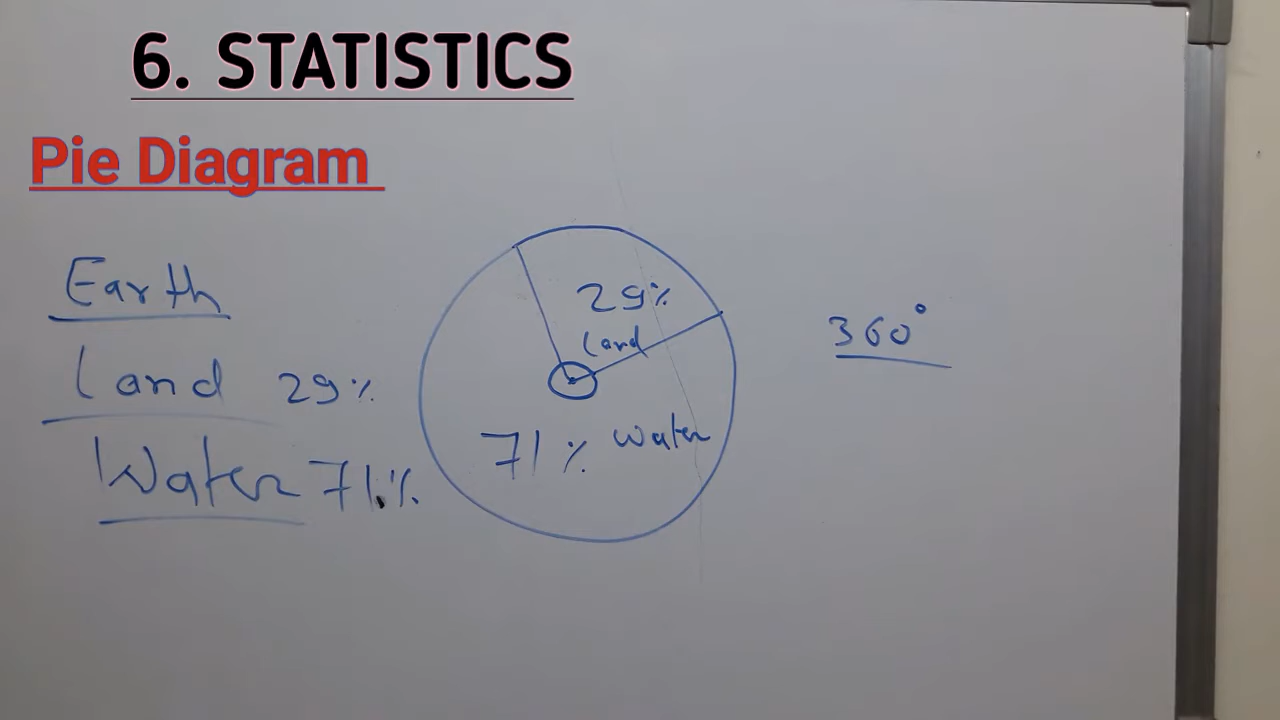 6. STATISTICS
Pie Diagram
Earth
Land 29%
Water 71%
29%
Land
71% Water
360°